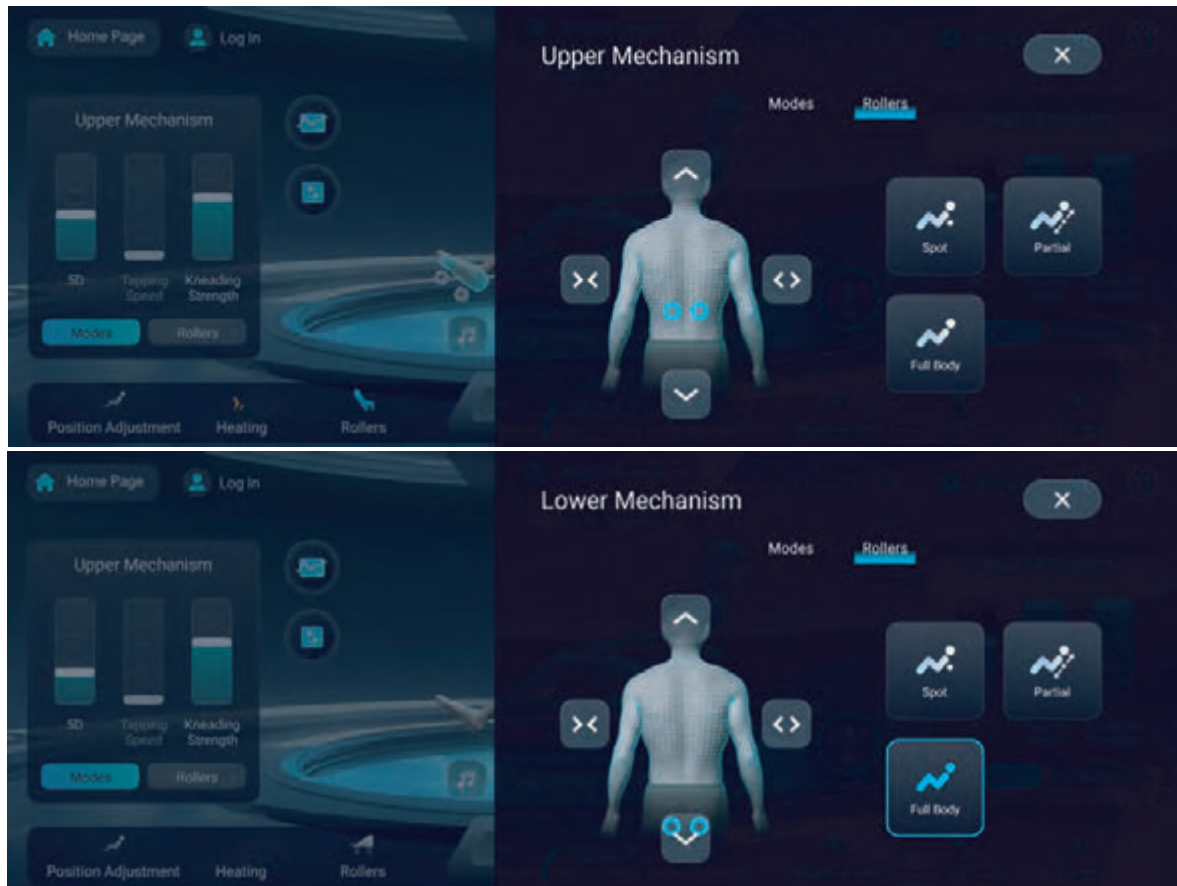 Home Page
Log In
Upper Mechanism
5D
Tapping Speed
Kneading Strength
Modes
Rollers
Position Adjustment
Heating
Rollers
Upper Mechanism
Modes
Rollers
Spot
Partial
Full Body
Home Page
Log In
Upper Mechanism
5D
Tapping Speed
Kneading Strength
Modes
Rollers
Position Adjustment
Heating
Rollers
Lower Mechanism
Modes
Rollers
Spot
Partial
Full Body